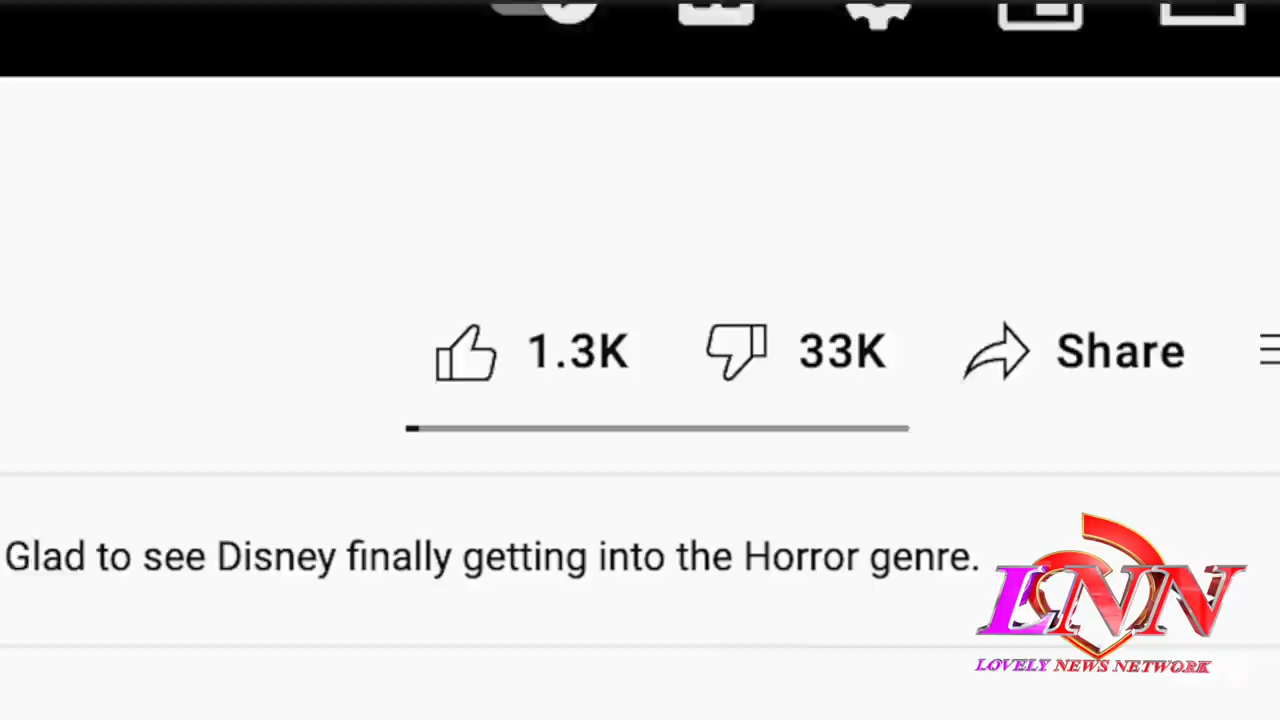 1.3K 33K Share
Glad to see Disney finally getting into the Horror genre.
LNN
LOVELY NEWS NETWORK